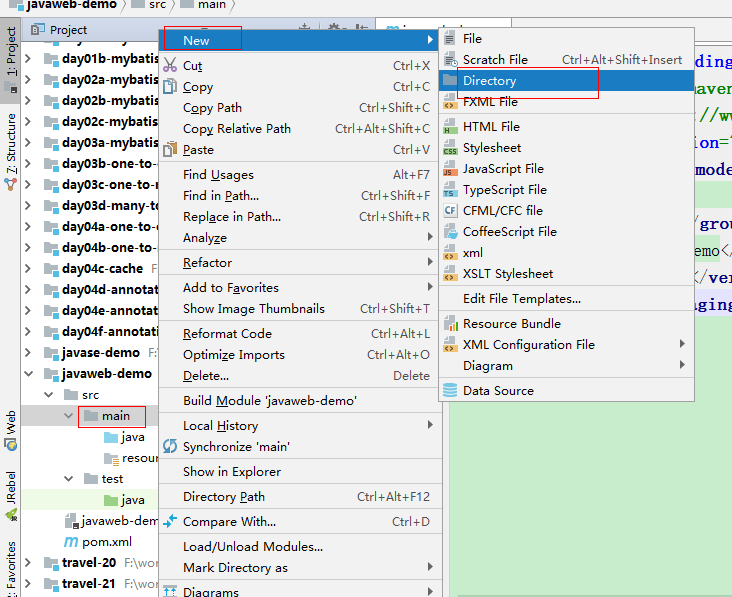 javaweb-demo src main
Project
day01b-mybatis
day02a-mybatis
day02b-mybatis
day02c-mybatis
day03a-mybatis
day03b-one-to-
day03c-one-to-
day03d-many-to
day04a-one-to-
day04b-one-to-
day04c-cache F
day04d-annotat
day04e-annotat
day04f-annotati
javase-demo F:
javaweb-demo
src
main
java
resour
test
java
javaweb-dem
pom.xml
travel-20 F:\wor
travel-21 F:\wor
1: Project
7: Structure
Web
JRebel
Favorites
New
Cut Ctrl+X
Copy Ctrl+C
Copy Path Ctrl+Shift+C
Copy Relative Path Ctrl+Alt+Shift+C
Paste Ctrl+V
Find Usages Alt+F7
Find in Path... Ctrl+Shift+F
Replace in Path... Ctrl+Shift+R
Analyze
Refactor
Add to Favorites
Show Image Thumbnails Ctrl+Shift+T
Reformat Code Ctrl+Alt+L
Optimize Imports Ctrl+Alt+O
Delete... Delete
Build Module 'javaweb-demo'
Local History
Synchronize 'main'
Show in Explorer
Directory Path Ctrl+Alt+F12
Compare With... Ctrl+D
Load/Unload Modules...
Mark Directory as
Diagrams
File
Scratch File Ctrl+Alt+Shift+Insert
Directory
FXML File
HTML File
Stylesheet
JavaScript File
TypeScript File
CFML/CFC file
CoffeeScript File
xml
XSLT Stylesheet
Edit File Templates...
Resource Bundle
XML Configuration File
Diagram
Data Source
ding
maven
://ww
ion="
mode
/grou
emo</
</ver
aging